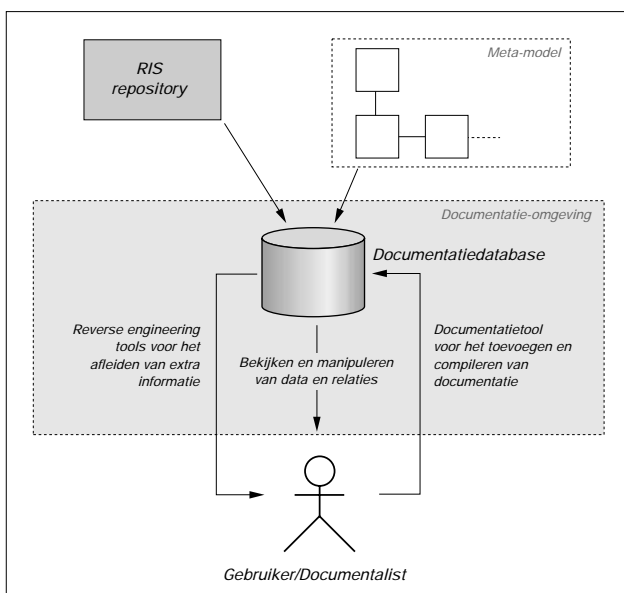 RIS
repository
Meta-model
Documentatie-omgeving
Documentatiedatabase
Reverse engineering
tools voor het
afleiden van extra
informatie
Bekijken en manipuleren
van data en relaties
Documentatietool
voor het toevoegen en
compileren van
documentatie
Gebruiker/Documentalist